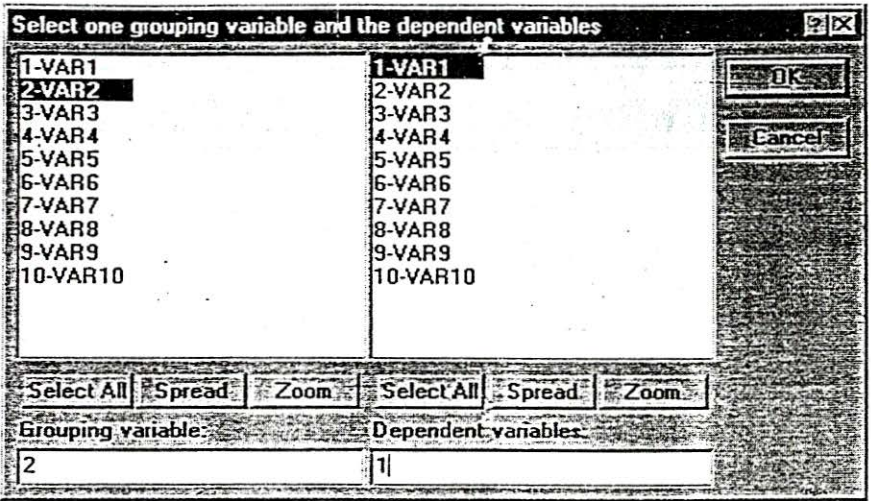 Select one grouping variable and the dependent variables
1-VAR1
2-VAR2
3-VAR3
4-VAR4
5-VAR5
6-VAR6
7-VAR7
8-VAR8
9-VAR9
10-VAR10
1-VAR1
2-VAR2
3-VAR3
4-VAR4
5-VAR5
6-VAR6
7-VAR7
8-VAR8
9-VAR9
10-VAR10
OK
Cancel
Select All Spread Zoom
Select All Spread Zoom
Grouping variable:
2
Dependent variables:
1